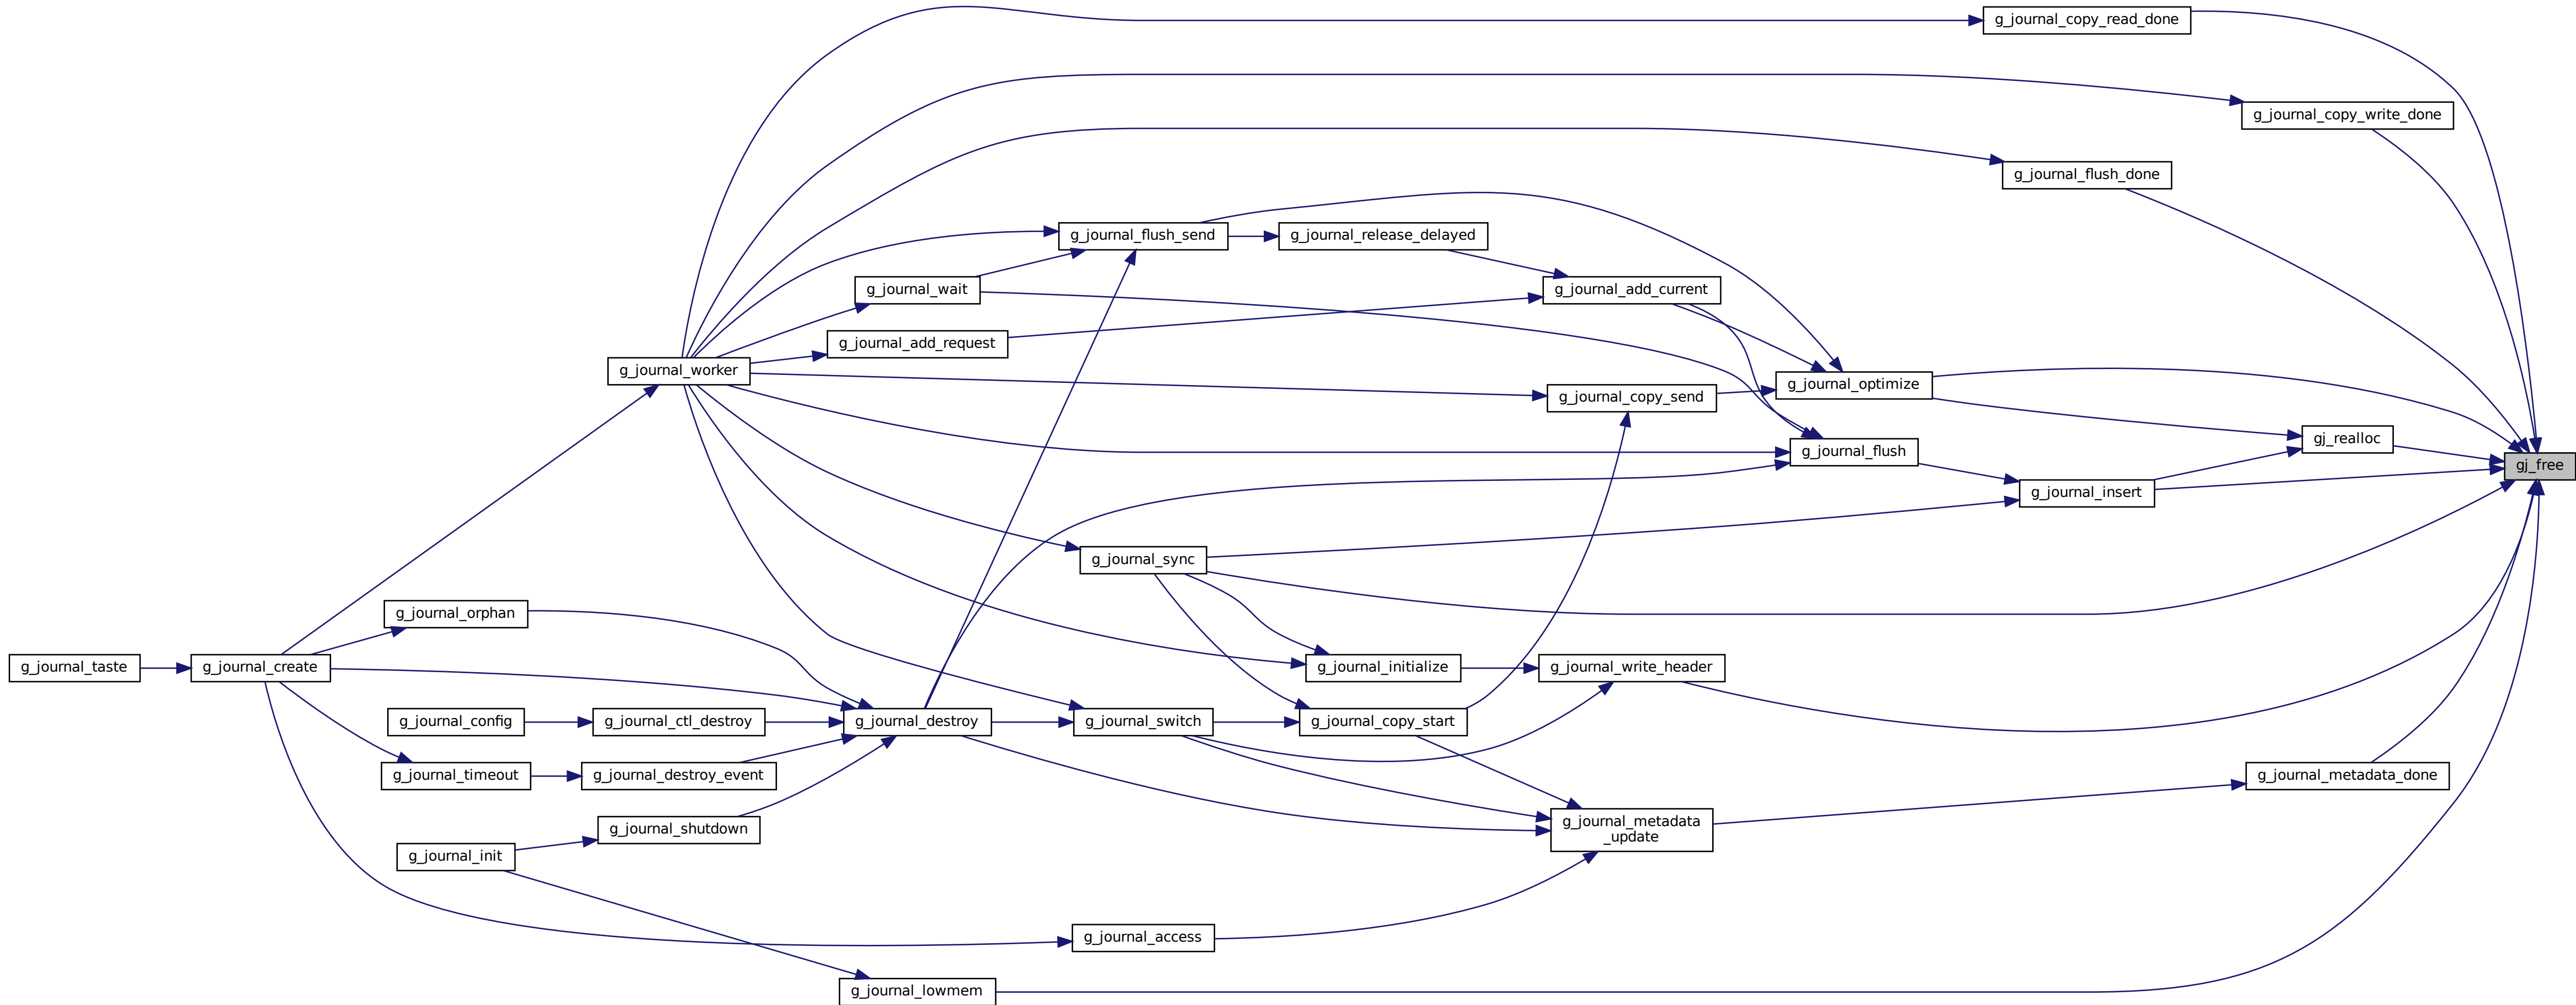 g_journal_copy_read_done
g_journal_copy_write_done
g_journal_flush_done
g_journal_flush_send
g_journal_release_delayed
g_journal_wait
g_journal_add_current
g_journal_add_request
g_journal_worker
g_journal_optimize
g_journal_copy_send
gj_realloc
g_journal_flush
gj_free
g_journal_insert
g_journal_sync
g_journal_orphan
g_journal_taste
g_journal_create
g_journal_initialize
g_journal_write_header
g_journal_config
g_journal_ctl_destroy
g_journal_destroy
g_journal_switch
g_journal_copy_start
g_journal_timeout
g_journal_destroy_event
g_journal_metadata_done
g_journal_shutdown
g_journal_metadata
_update
g_journal_init
g_journal_access
g_journal_lowmem